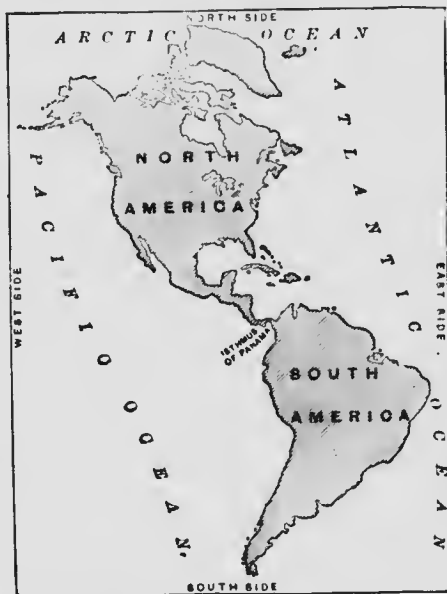 NORTH SIDE
ARCTIC OCEAN
ATLANTIC OCEAN
PACIFIC OCEAN.
NORTH
AMERICA
WEST SIDE
EAST SIDE.
ISTHMUS
OF PANAMA
SOUTH
AMERICA
SOUTH SIDE